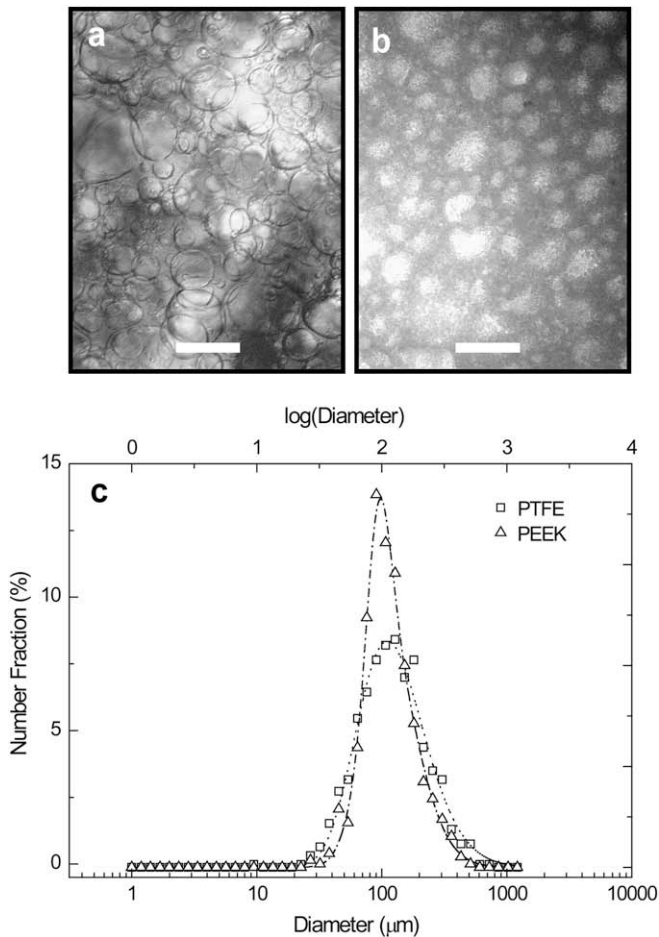 a
b
log(Diameter)
0 1 2 3 4
c
15
10
5
0
Number Fraction (%)
PTFE
PEEK
1 10 100 1000 10000
Diameter (μm)